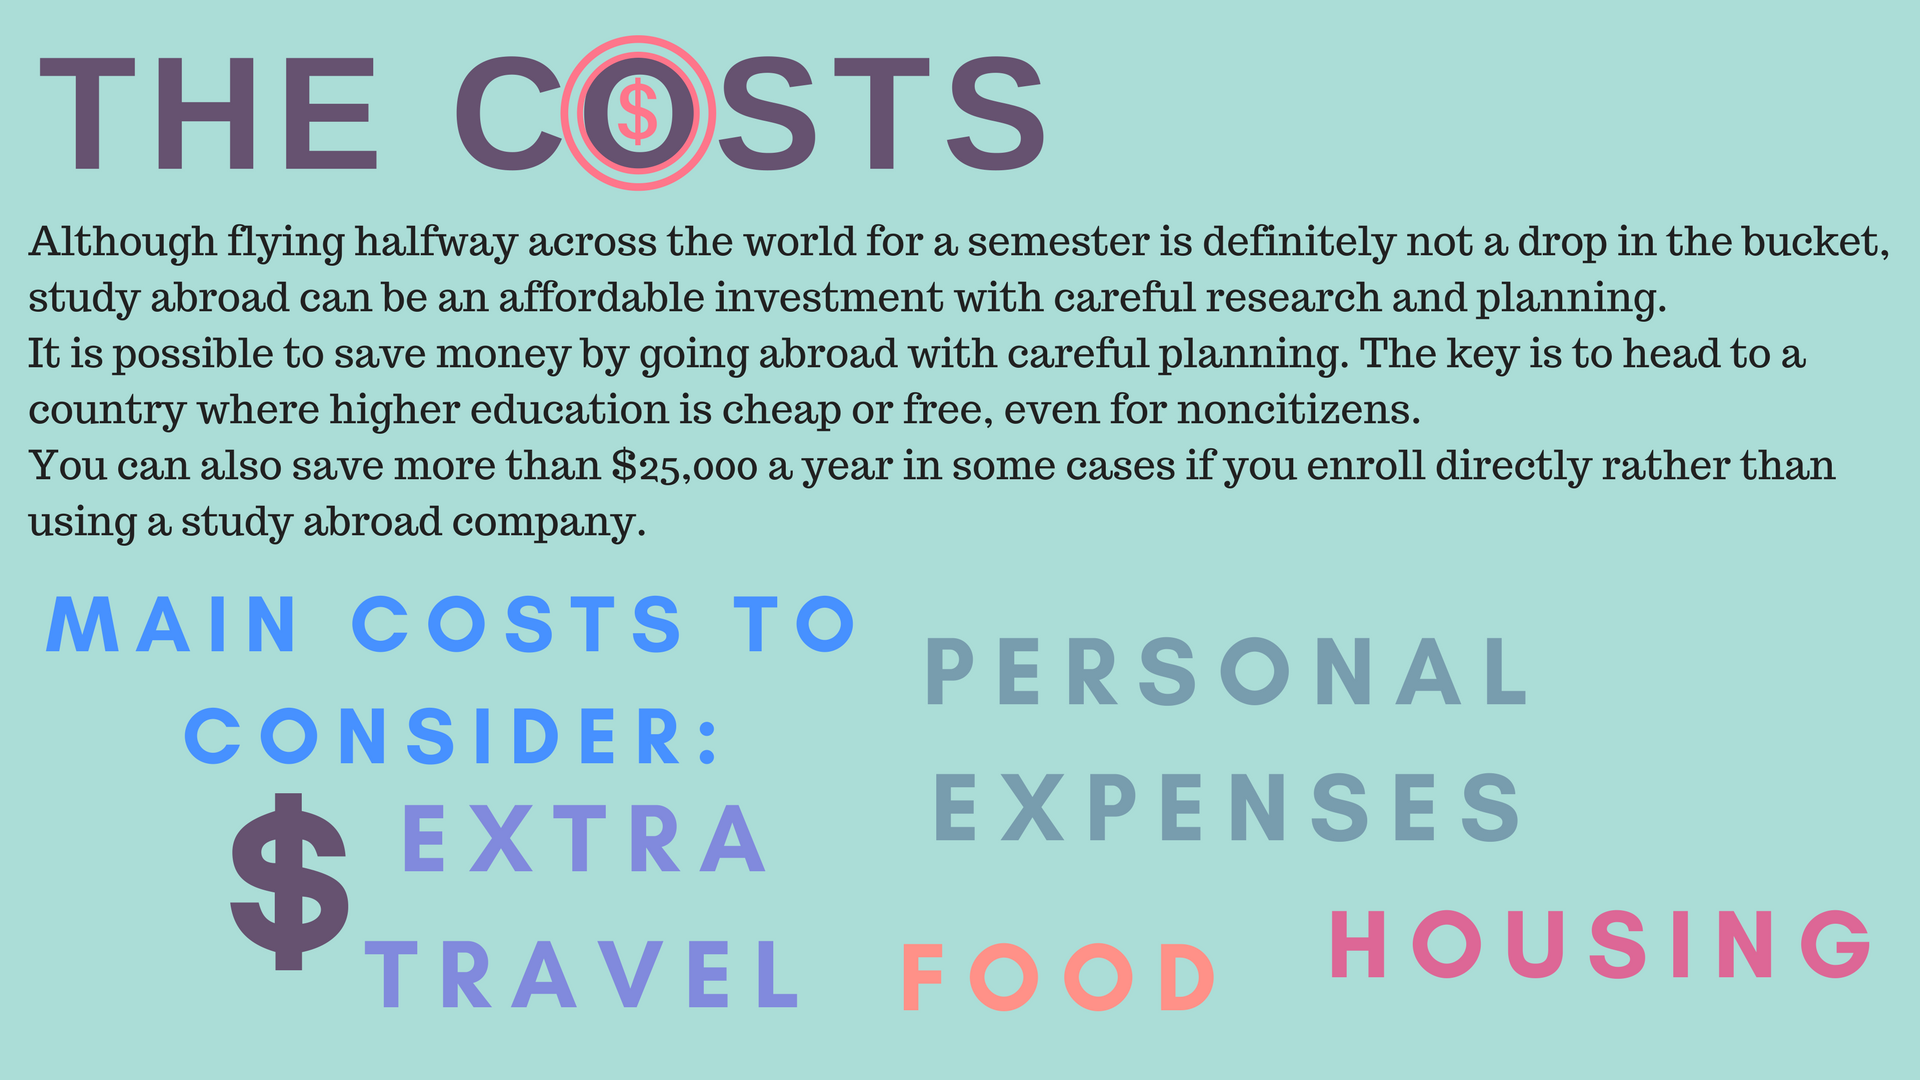 THE COSTS
$
Although flying halfway across the world for a semester is definitely not a drop in the bucket,
study abroad can be an affordable investment with careful research and planning.
It is possible to save money by going abroad with careful planning. The key is to head to a
country where higher education is cheap or free, even for noncitizens.
You can also save more than $25,000 a year in some cases if you enroll directly rather than
using a study abroad company.
MAIN COSTS TO
CONSIDER:
$
EXTRA
TRAVEL
PERSONAL
EXPENSES
FOOD
HOUSING